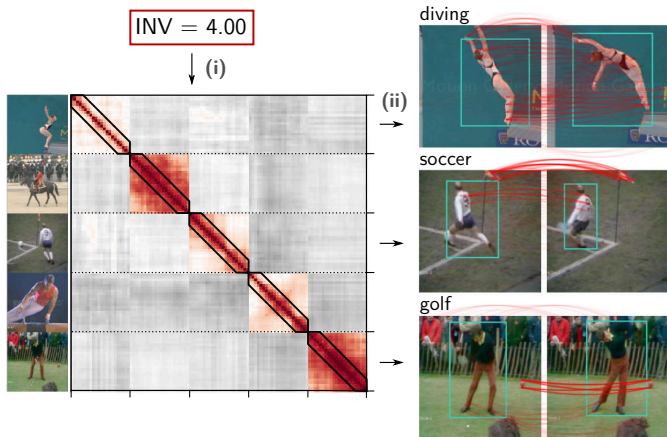 INV = 4.00
(i)
(ii)
diving
soccer
golf